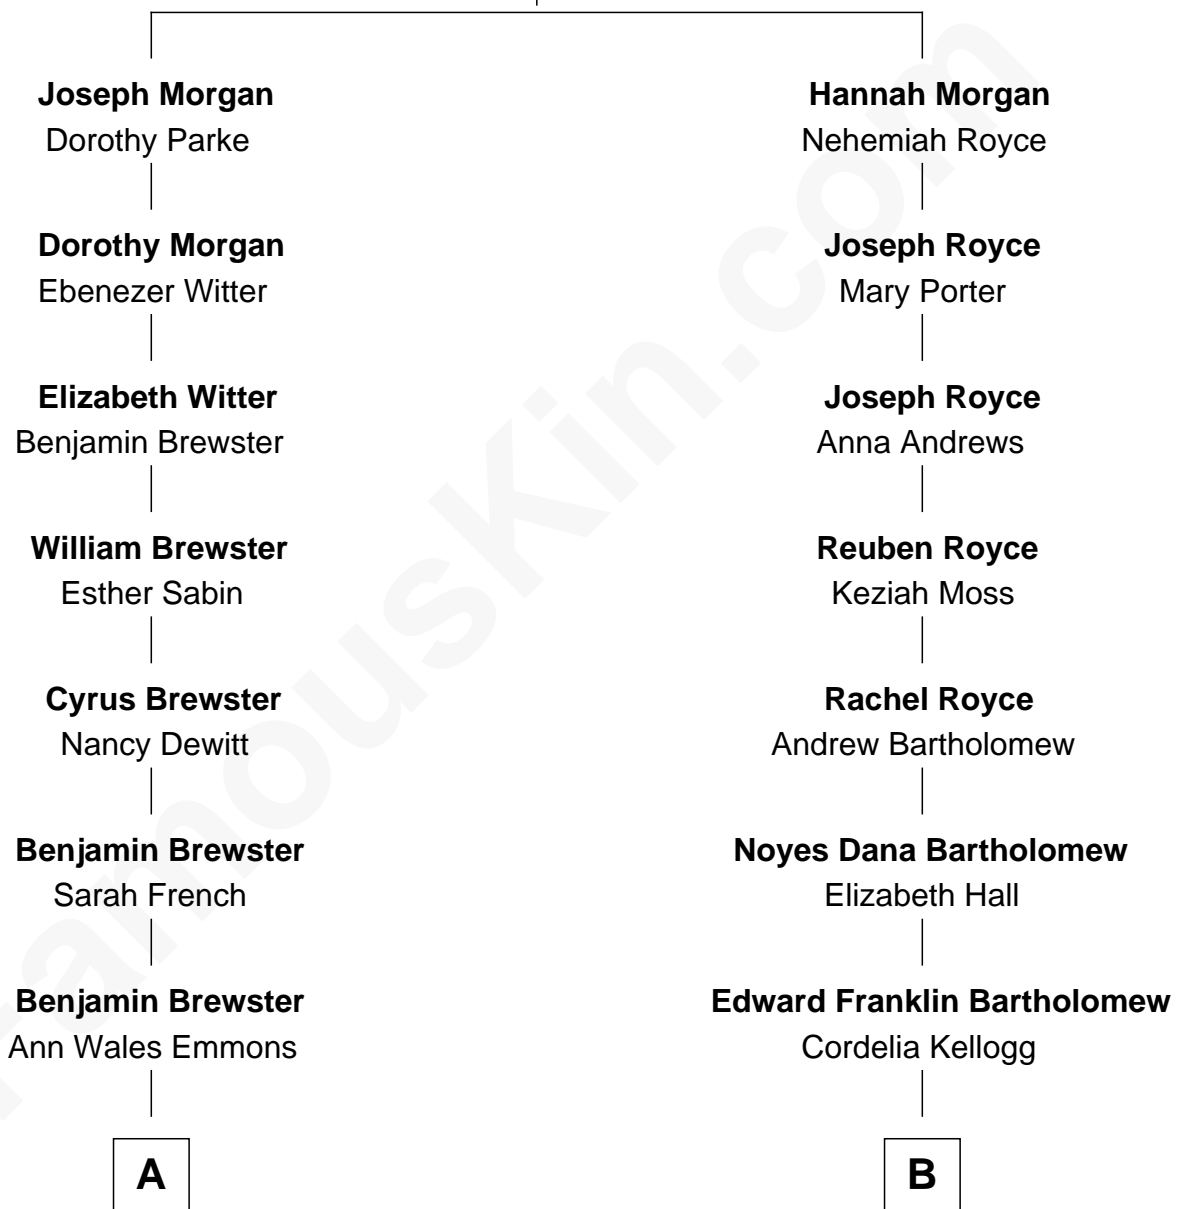 Joseph Morgan
Dorothy Parke
Hannah Morgan
Nehemiah Royce
Dorothy Morgan
Ebenezer Witter
Joseph Royce
Mary Porter
Elizabeth Witter
Benjamin Brewster
Joseph Royce
Anna Andrews
William Brewster
Esther Sabin
Reuben Royce
Keziah Moss
Cyrus Brewster
Nancy Dewitt
Rachel Royce
Andrew Bartholomew
Benjamin Brewster
Sarah French
Noyes Dana Bartholomew
Elizabeth Hall
Benjamin Brewster
Ann Wales Emmons
Edward Franklin Bartholomew
Cordelia Kellogg
A
B
FamousKin.com